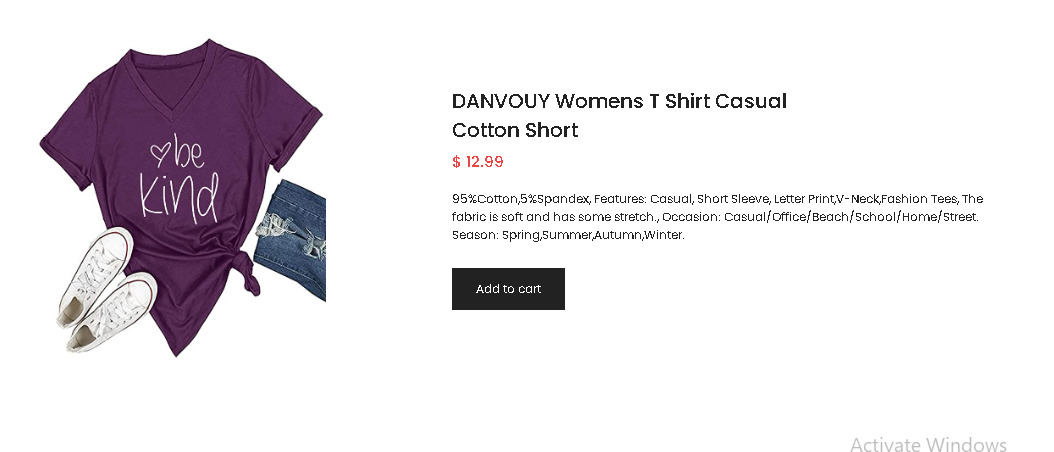 be
kind
DANVOUY Womens T Shirt Casual
Cotton Short
$ 12.99
95%Cotton,5%Spandex, Features: Casual, Short Sleeve, Letter Print,V-Neck,Fashion Tees, The
fabric is soft and has some stretch., Occasion: Casual/Office/Beach/School/Home/Street.
Season: Spring,Summer,Autumn,Winter.
Add to cart
Activate Windows